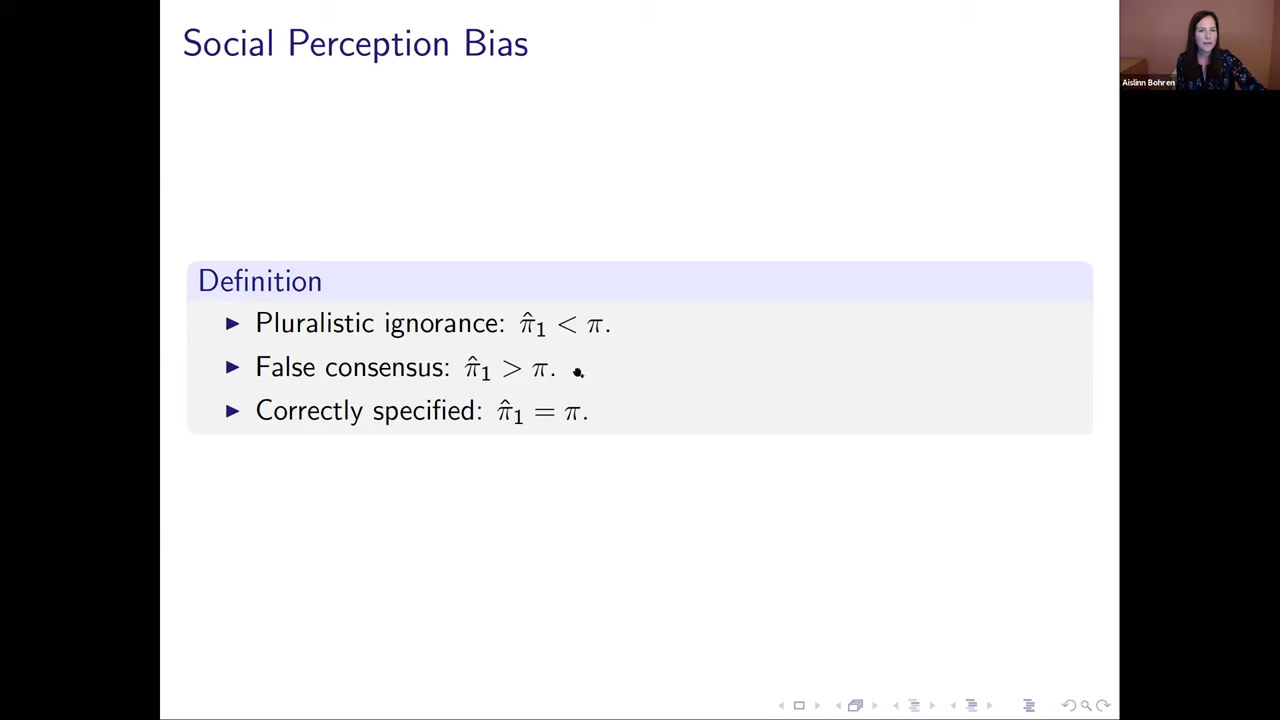 Social Perception Bias
Aislinn Bohren
Definition
▶ Pluralistic ignorance: π̂₁ < π.
▶ False consensus: π̂₁ > π.
▶ Correctly specified: π̂₁ = π.